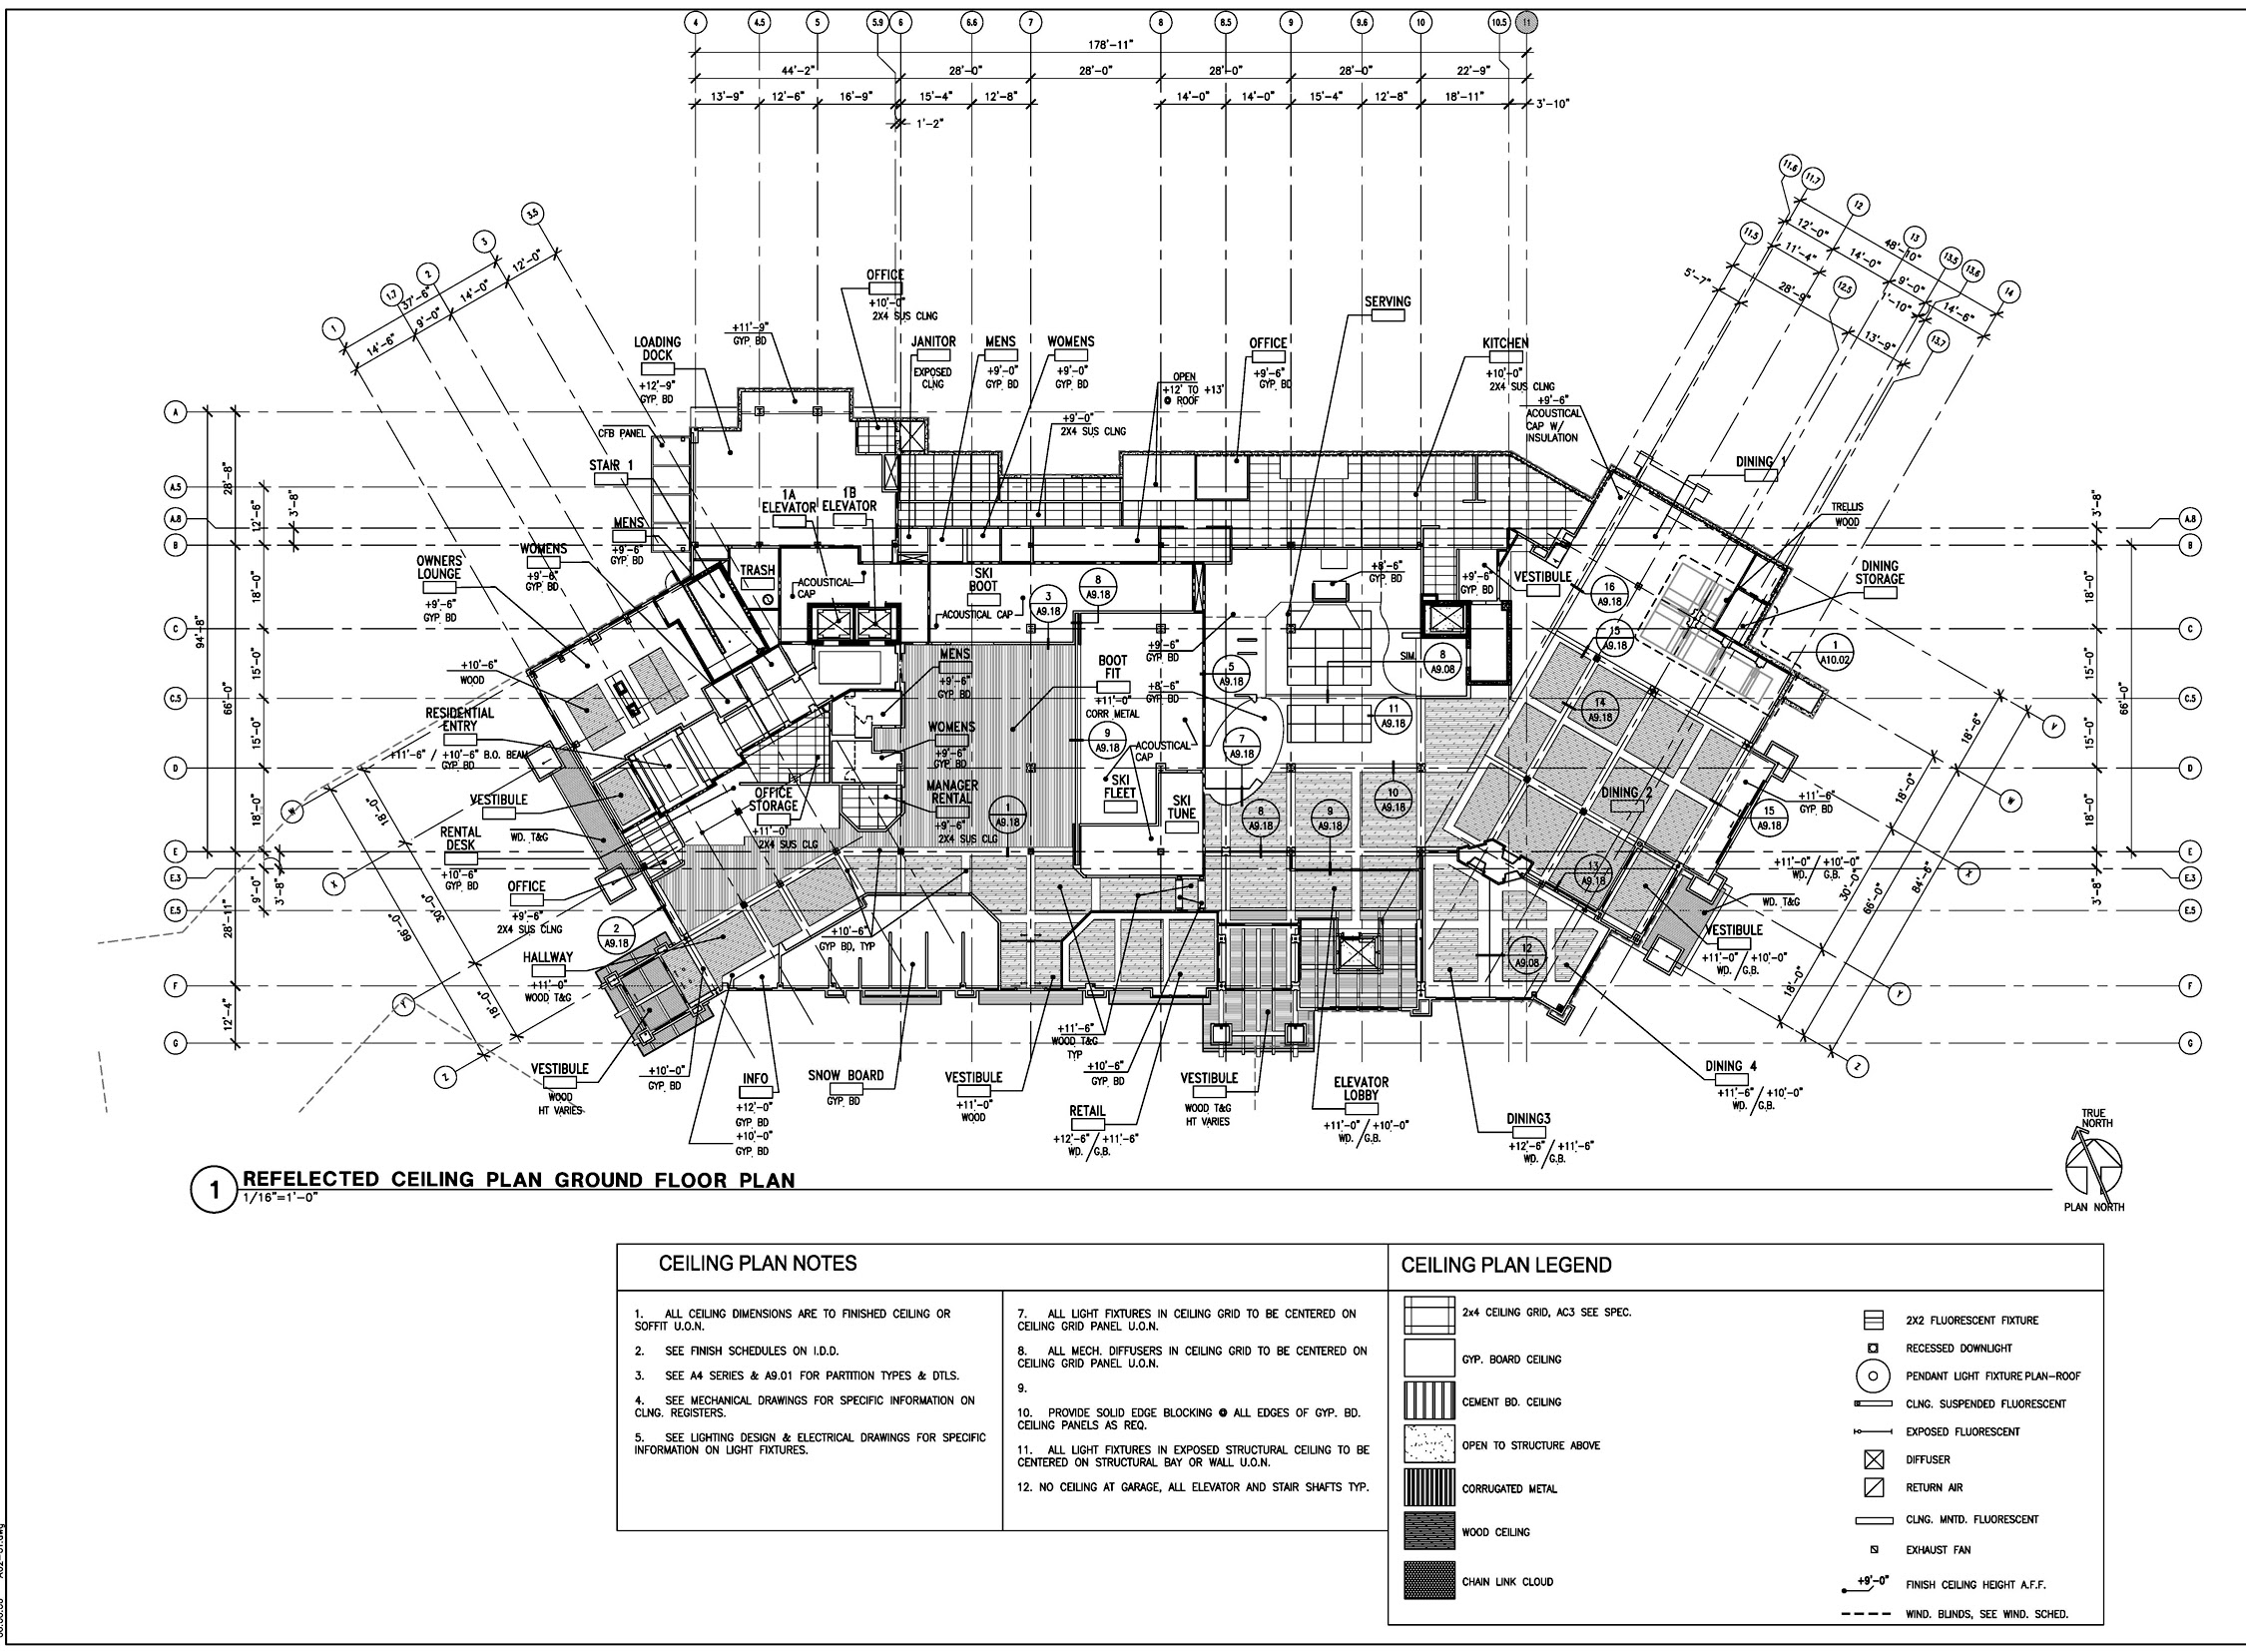 4 4.5 5 5.9 6 6.6 7 8 8.5 9 9.6 10 10.5 11
178'-11"
44'-2" 28'-0" 28'-0" 28'-0" 28'-0" 22'-9"
13'-9" 12'-6" 16'-9" 15'-4" 12'-8" 14'-0" 14'-0" 15'-4" 12'-8" 18'-11" 3'-10"
1'-2"
1 1.7 2 3 3.5
37'-6" 12'-0"
14'-6" 9'-0" 14'-0"
11.5 11.6 11.7 12 12.5 13 13.5 13.6 13.7 14
48'-10"
12'-0" 14'-0" 9'-0" 14'-6"
11'-4" 1'-10"
5'-7" 28'-9" 13'-9"
OFFICE
+10'-0"
2X4 SUS CLNG
SERVING
+11'-9"
GYP. BD
LOADING
DOCK
+12'-9"
GYP. BD
JANITOR
EXPOSED
CLNG
MENS
+9'-0"
GYP. BD
WOMENS
+9'-0"
GYP. BD
OPEN
+12' TO +13'
@ ROOF
OFFICE
+9'-6"
GYP. BD
KITCHEN
+10'-0"
2X4 SUS CLNG
+9'-6"
ACOUSTICAL
CAP W/
INSULATION
+9'-0"
2X4 SUS CLNG
CFB PANEL
STAIR 1
DINING 1
TRELLIS
WOOD
1A
ELEVATOR
1B
ELEVATOR
MENS
+9'-6"
GYP. BD
WOMENS
+9'-6"
GYP. BD
OWNERS
LOUNGE
+9'-6"
GYP. BD
TRASH
ACOUSTICAL
CAP
SKI
BOOT
ACOUSTICAL CAP
3
A9.18
8
A9.18
+8'-6"
GYP. BD
+9'-6"
GYP. BD
VESTIBULE
DINING
STORAGE
16
A9.18
15
A9.18
1
A10.02
+10'-6"
WOOD
MENS
+9'-6"
GYP. BD
BOOT
FIT
+11'-0"
CORR METAL
+9'-6"
GYP. BD
+8'-6"
GYP. BD
5
A9.18
SIM.
8
A9.08
11
A9.18
14
A9.18
RESIDENTIAL
ENTRY
+11'-6" / +10'-6" B.O. BEAM
GYP. BD
WOMENS
+9'-6"
GYP. BD
9
A9.18
ACOUSTICAL
CAP
7
A9.18
VESTIBULE
WD. T&G
OFFICE
STORAGE
+11'-0"
2X4 SUS CLG
MANAGER
RENTAL
+9'-6"
2X4 SUS CLG
1
A9.18
SKI
FLEET
SKI
TUNE
8
A9.18
9
A9.18
10
A9.18
DINING 2
+11'-6"
GYP. BD
15
A9.18
RENTAL
DESK
+10'-6"
GYP. BD
OFFICE
+9'-6"
2X4 SUS CLNG
13
A9.18
+11'-0" / +10'-0"
WD. / G.B.
WD. T&G
2
A9.18
+10'-6"
GYP BD, TYP
12
A9.08
VESTIBULE
+11'-0" / +10'-0"
WD. / G.B.
HALLWAY
+11'-0"
WOOD T&G
VESTIBULE
WOOD
HT VARIES
+10'-0"
GYP. BD
INFO
+12'-0"
GYP. BD
+10'-0"
GYP. BD
SNOW BOARD
GYP. BD
VESTIBULE
+11'-0"
WOOD
+11'-6"
WOOD T&G
TYP
+10'-6"
GYP. BD
RETAIL
+12'-6" / +11'-6"
WD. / G.B.
VESTIBULE
WOOD T&G
HT VARIES
ELEVATOR
LOBBY
+11'-0" / +10'-0"
WD. / G.B.
DINING3
+12'-6" / +11'-6"
WD. / G.B.
DINING 4
+11'-6" / +10'-0"
WD. / G.B.
A A.5 A.8 B C C.5 D E E.3 E.5 F G
28'-8" 12'-6" 3'-8"
94'-8" 66'-0" 18'-0" 15'-0" 15'-0" 18'-0"
9'-0" 3'-8" 28'-11" 12'-4"
W X Y Z
18'-0" 30'-0" 66'-0" 18'-0"
A.8 B C C.5 D E E.3 E.5 F G
3'-8" 18'-0" 15'-0" 66'-0" 15'-0" 18'-0" 3'-8"
V W X Y Z
18'-6" 18'-0" 30'-0" 66'-0" 84'-6" 18'-0"
TRUE
NORTH
PLAN NORTH
1 REFELECTED CEILING PLAN GROUND FLOOR PLAN
1/16"=1'-0"
CEILING PLAN NOTES
1. ALL CEILING DIMENSIONS ARE TO FINISHED CEILING OR
SOFFIT U.O.N.
2. SEE FINISH SCHEDULES ON I.D.D.
3. SEE A4 SERIES & A9.01 FOR PARTITION TYPES & DTLS.
4. SEE MECHANICAL DRAWINGS FOR SPECIFIC INFORMATION ON
CLNG. REGISTERS.
5. SEE LIGHTING DESIGN & ELECTRICAL DRAWINGS FOR SPECIFIC
INFORMATION ON LIGHT FIXTURES.
7. ALL LIGHT FIXTURES IN CEILING GRID TO BE CENTERED ON
CEILING GRID PANEL U.O.N.
8. ALL MECH. DIFFUSERS IN CEILING GRID TO BE CENTERED ON
CEILING GRID PANEL U.O.N.
9.
10. PROVIDE SOLID EDGE BLOCKING @ ALL EDGES OF GYP. BD.
CEILING PANELS AS REQ.
11. ALL LIGHT FIXTURES IN EXPOSED STRUCTURAL CEILING TO BE
CENTERED ON STRUCTURAL BAY OR WALL U.O.N.
12. NO CEILING AT GARAGE, ALL ELEVATOR AND STAIR SHAFTS TYP.
CEILING PLAN LEGEND
2x4 CEILING GRID, AC3 SEE SPEC.
GYP. BOARD CEILING
CEMENT BD. CEILING
OPEN TO STRUCTURE ABOVE
CORRUGATED METAL
WOOD CEILING
CHAIN LINK CLOUD
2X2 FLUORESCENT FIXTURE
RECESSED DOWNLIGHT
PENDANT LIGHT FIXTURE PLAN-ROOF
CLNG. SUSPENDED FLUORESCENT
EXPOSED FLUORESCENT
DIFFUSER
RETURN AIR
CLNG. MNTD. FLUORESCENT
EXHAUST FAN
+9'-0" FINISH CEILING HEIGHT A.F.F.
WIND. BLINDS, SEE WIND. SCHED.